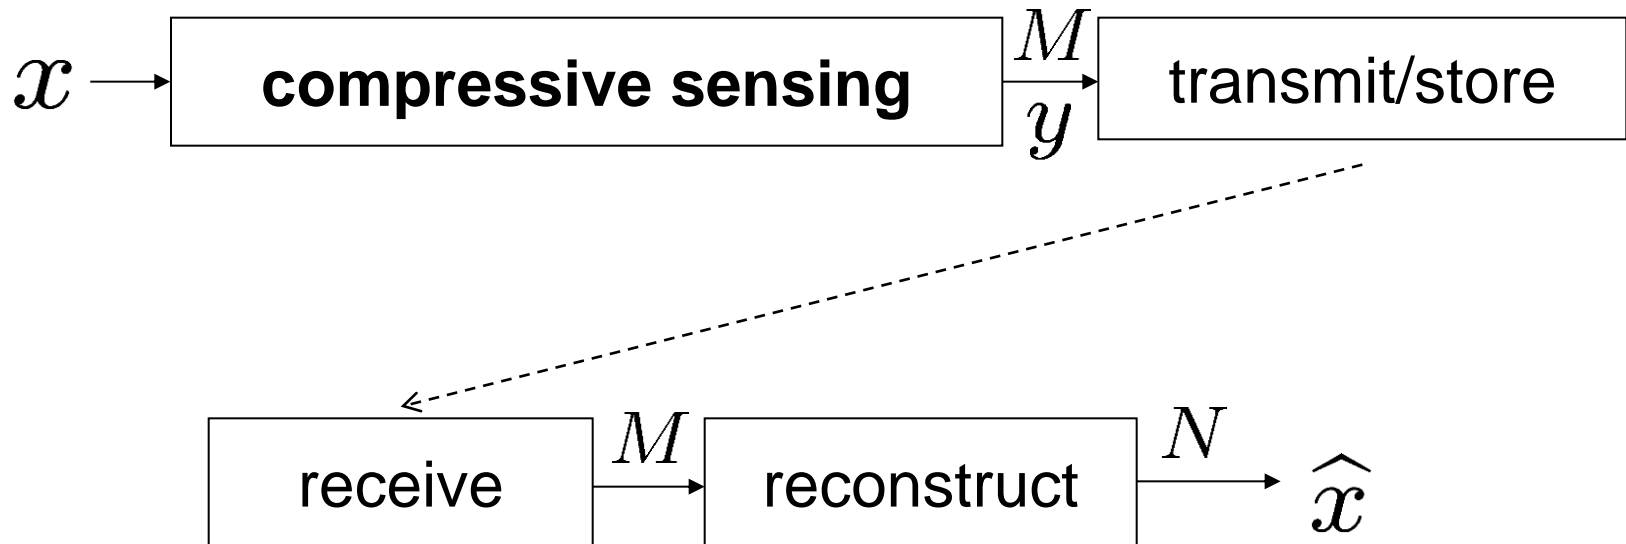 x compressive sensing M transmit/store
y
receive M reconstruct N x̂